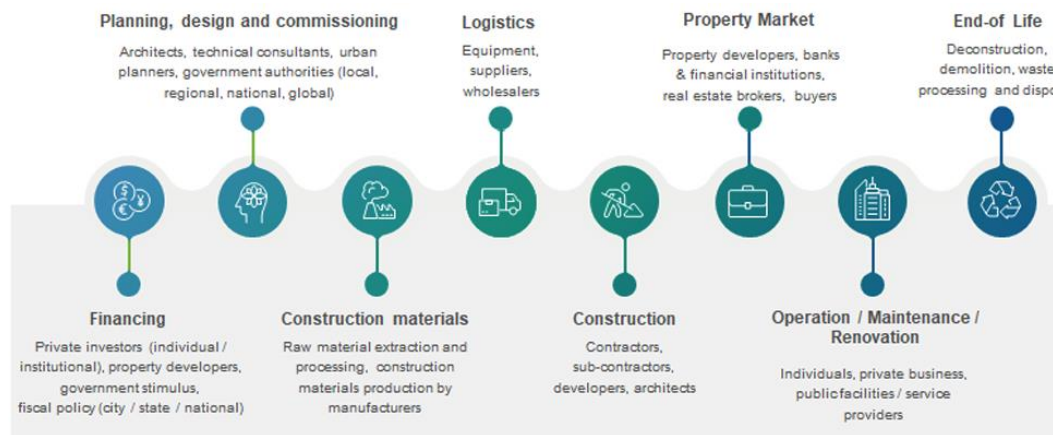 Planning, design and commissioning
Architects, technical consultants, urban
planners, government authorities (local,
regional, national, global)
Logistics
Equipment,
suppliers,
wholesalers
Property Market
Property developers, banks
& financial institutions,
real estate brokers, buyers
End-of Life
Deconstruction,
demolition, waste
processing and dispo
$
¥
€
Financing
Private investors (individual /
institutional), property developers,
government stimulus,
fiscal policy (city / state / national)
Construction materials
Raw material extraction and
processing, construction
materials production by
manufacturers
Construction
Contractors,
sub-contractors,
developers, architects
Operation / Maintenance /
Renovation
Individuals, private business,
public facilities / service
providers